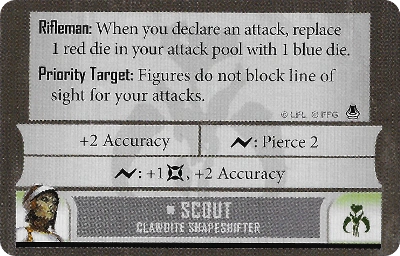 Rifleman: When you declare an attack, replace
1 red die in your attack pool with 1 blue die.
Priority Target: Figures do not block line of
sight for your attacks.
© LFL © FFG
+2 Accuracy
: Pierce 2
: +1, +2 Accuracy
SCOUT
CLAWDITE SHAPESHIFTER